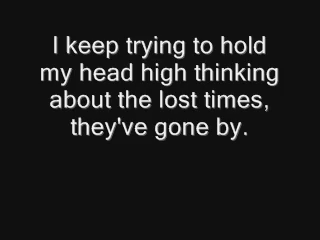 I keep trying to hold
my head high thinking
about the lost times,
they've gone by.